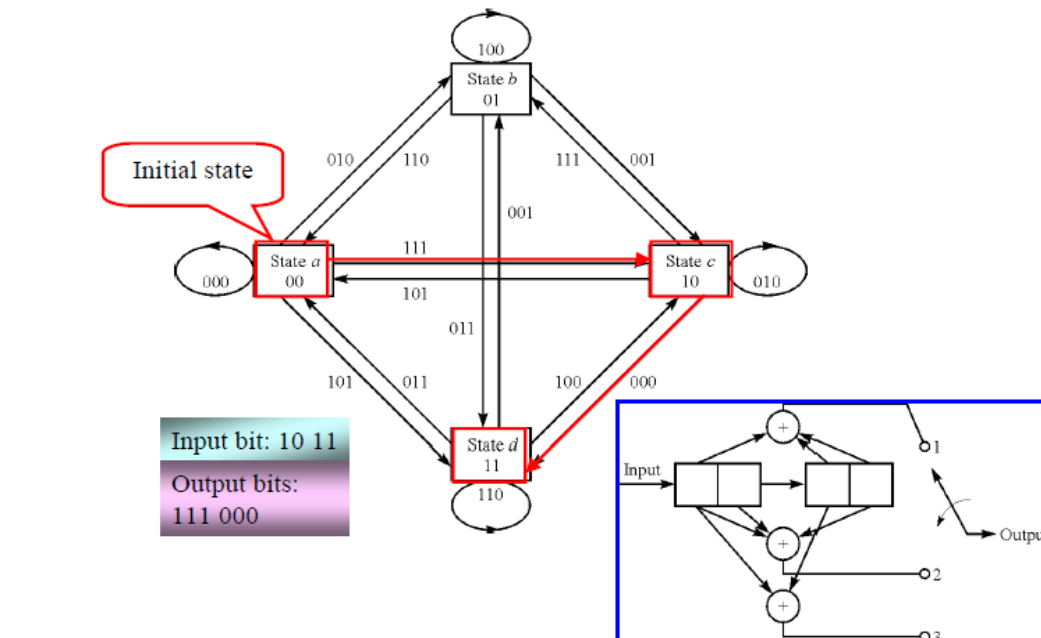 100
State b
01
010
110
111
001
Initial state
001
111
State a
00
State c
10
000
010
101
011
101
011
100
000
State d
11
110
Input bit: 10 11
Output bits:
111 000
Input
1
Outpu
2
3